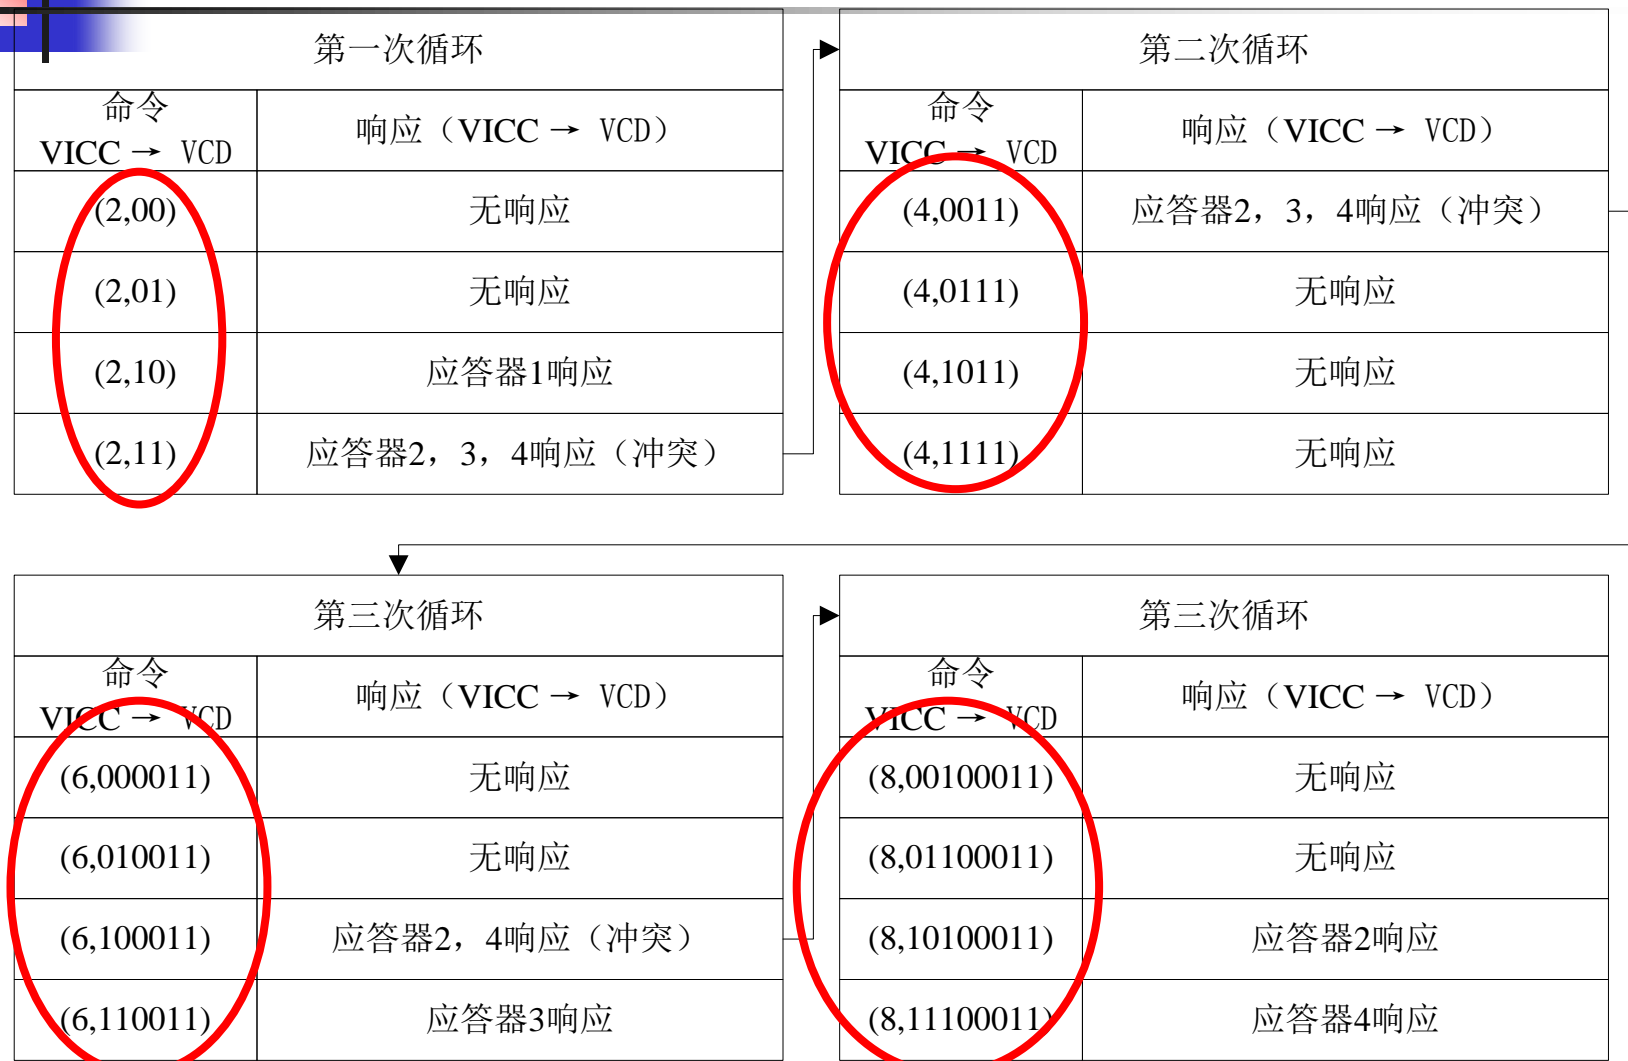 第一次循环
命令
VICC → VCD
响应（VICC → VCD）
(2,00)
无响应
(2,01)
无响应
(2,10)
应答器1响应
(2,11)
应答器2，3，4响应（冲突）
第二次循环
命令
VICC → VCD
响应（VICC → VCD）
(4,0011)
应答器2，3，4响应（冲突）
(4,0111)
无响应
(4,1011)
无响应
(4,1111)
无响应
第三次循环
命令
VICC → VCD
响应（VICC → VCD）
(6,000011)
无响应
(6,010011)
无响应
(6,100011)
应答器2，4响应（冲突）
(6,110011)
应答器3响应
第三次循环
命令
VICC → VCD
响应（VICC → VCD）
(8,00100011)
无响应
(8,01100011)
无响应
(8,10100011)
应答器2响应
(8,11100011)
应答器4响应